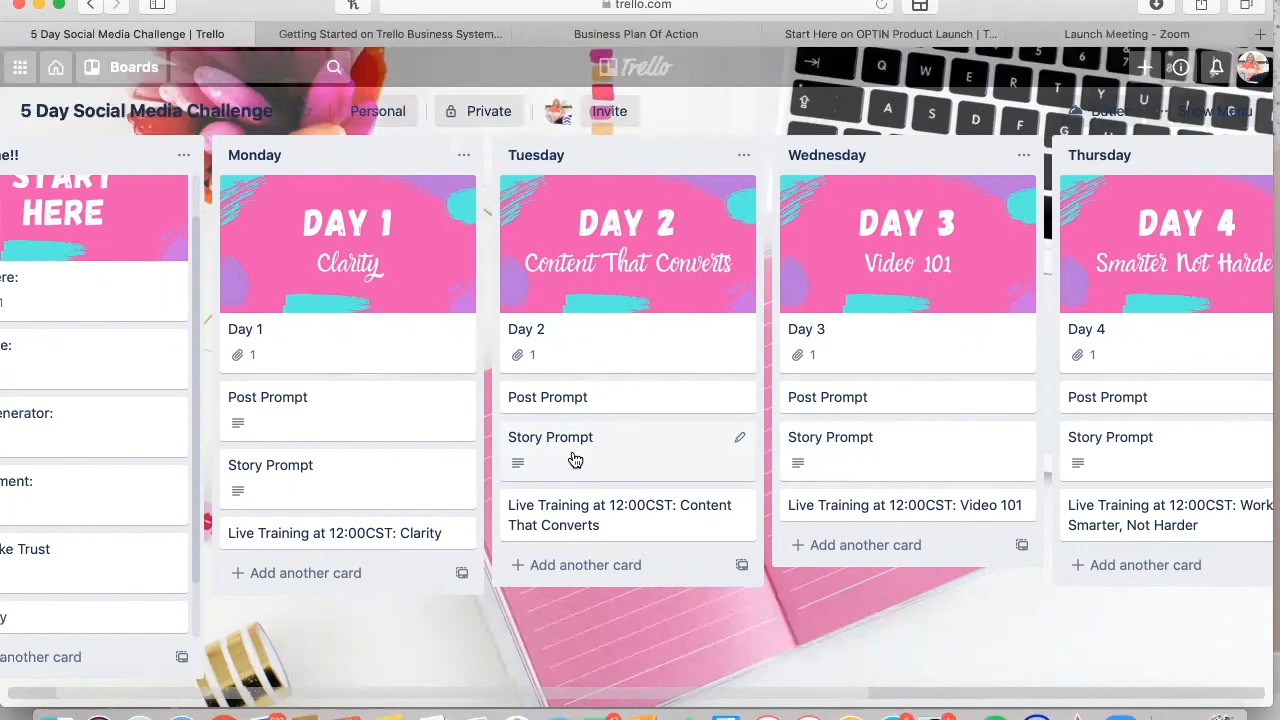 trello.com
5 Day Social Media Challenge | Trello
Getting Started on Trello Business System...
Business Plan Of Action
Start Here on OPTIN Product Launch | T...
Launch Meeting - Zoom
Boards
Trello
5 Day Social Media Challenge
Personal
Private
Invite
Butler
Show Menu
Q
W
E
R
T
Y
U
A
S
D
F
G
me!!
START
HERE
ere:
1
e:
enerator:
ment:
ke Trust
y
another card
Monday
DAY 1
Clarity
Day 1
1
Post Prompt
Story Prompt
Live Training at 12:00CST: Clarity
+ Add another card
Tuesday
DAY 2
Content That Converts
Day 2
1
Post Prompt
Story Prompt
Live Training at 12:00CST: Content
That Converts
+ Add another card
Wednesday
DAY 3
Video 101
Day 3
1
Post Prompt
Story Prompt
Live Training at 12:00CST: Video 101
+ Add another card
Thursday
DAY 4
Smarter Not Harde
Day 4
1
Post Prompt
Story Prompt
Live Training at 12:00CST: Work
Smarter, Not Harder
+ Add another card